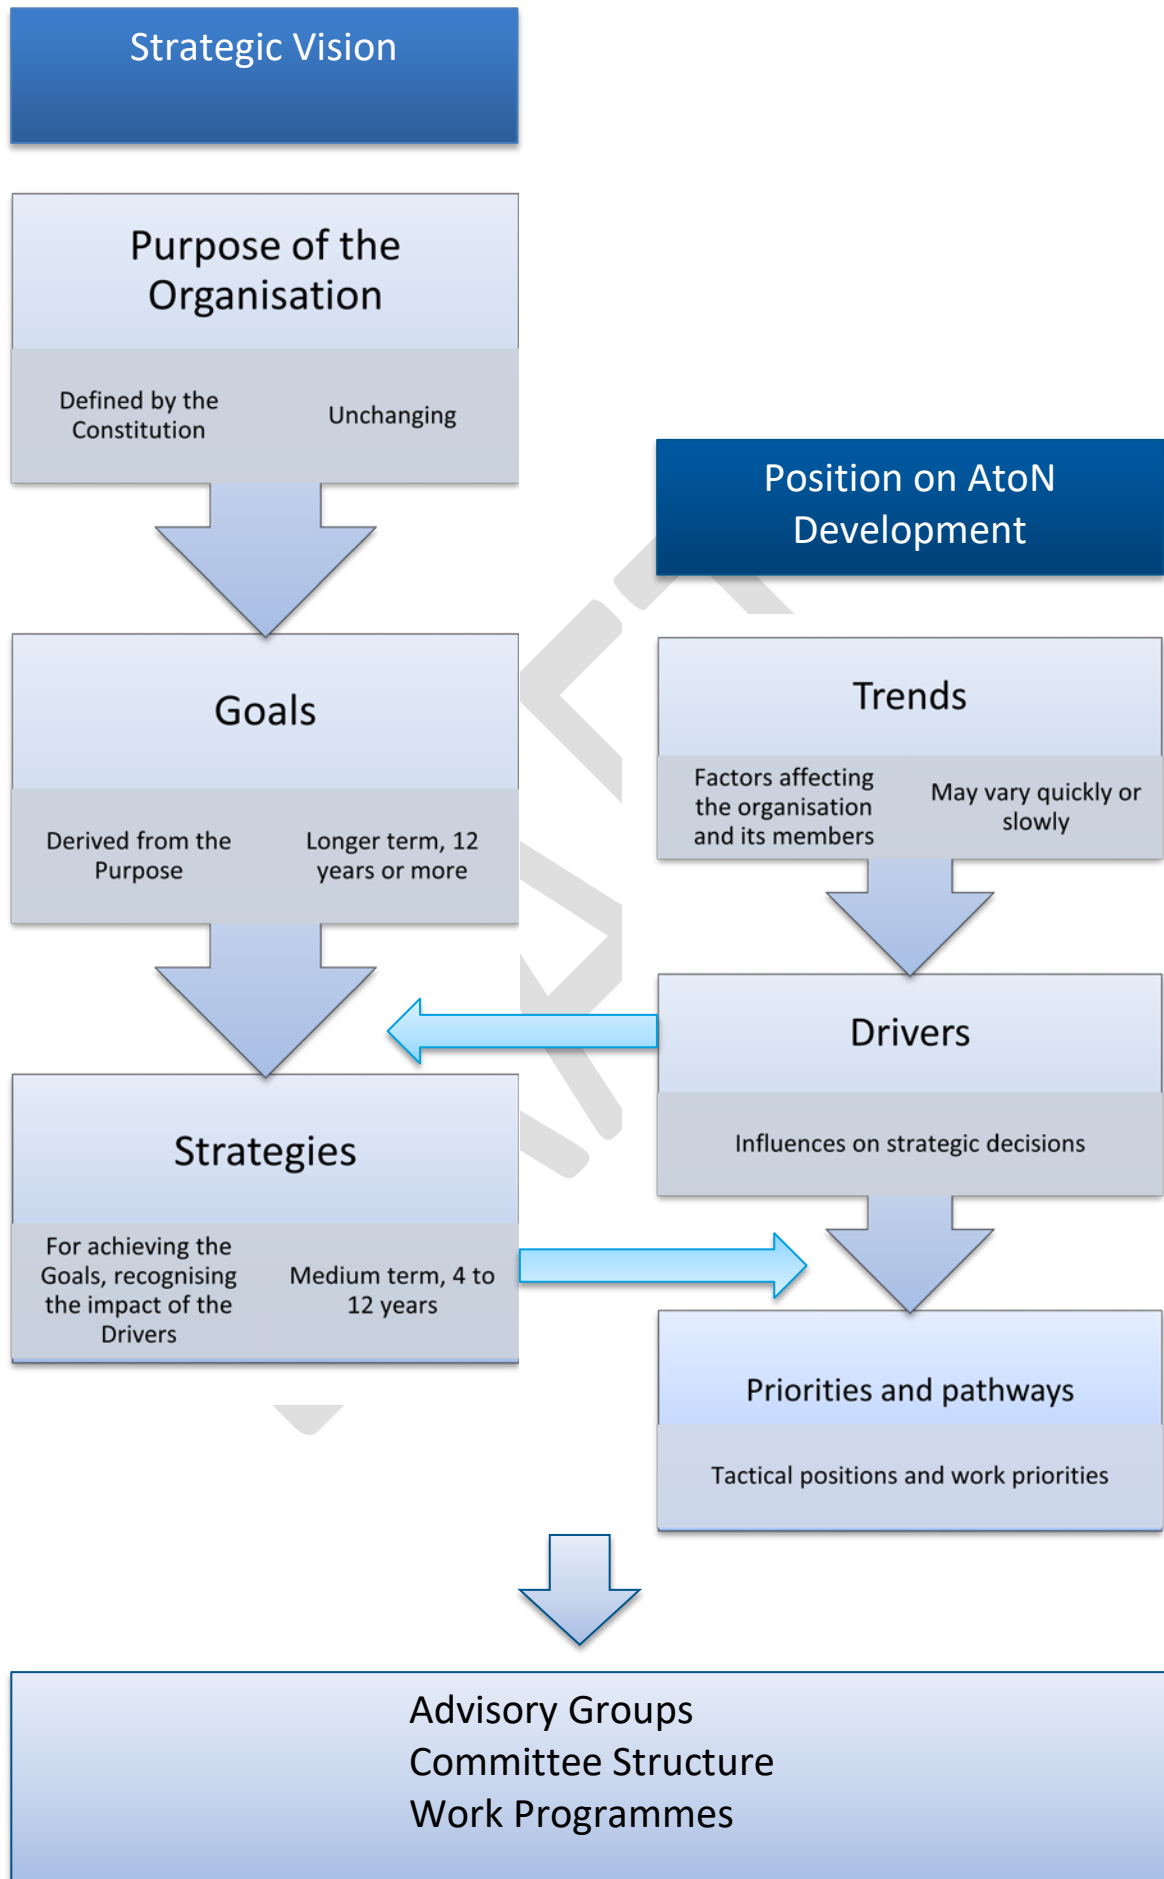 Strategic Vision
Purpose of the
Organisation
Defined by the
Constitution
Unchanging
Goals
Derived from the
Purpose
Longer term, 12
years or more
Strategies
For achieving the
Goals, recognising
the impact of the
Drivers
Medium term, 4 to
12 years
Position on AtoN
Development
Trends
Factors affecting
the organisation
and its members
May vary quickly or
slowly
Drivers
Influences on strategic decisions
Priorities and pathways
Tactical positions and work priorities
Advisory Groups
Committee Structure
Work Programmes